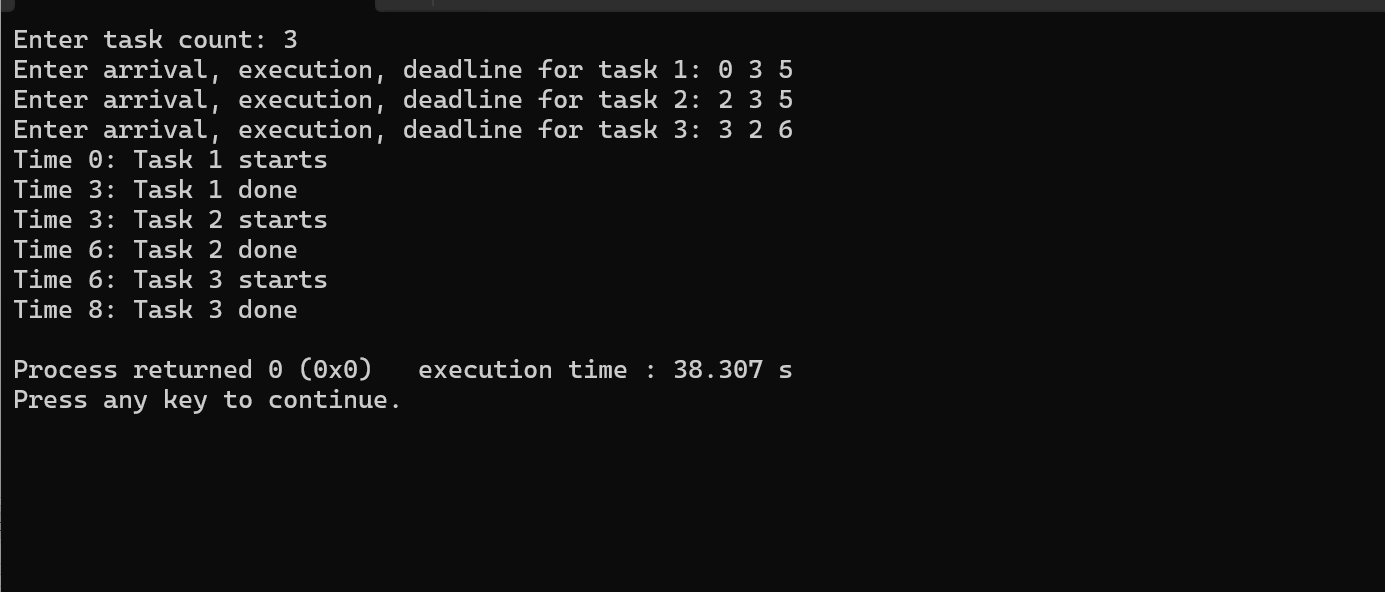 Enter task count: 3
Enter arrival, execution, deadline for task 1: 0 3 5
Enter arrival, execution, deadline for task 2: 2 3 5
Enter arrival, execution, deadline for task 3: 3 2 6
Time 0: Task 1 starts
Time 3: Task 1 done
Time 3: Task 2 starts
Time 6: Task 2 done
Time 6: Task 3 starts
Time 8: Task 3 done
Process returned 0 (0x0)   execution time : 38.307 s
Press any key to continue.